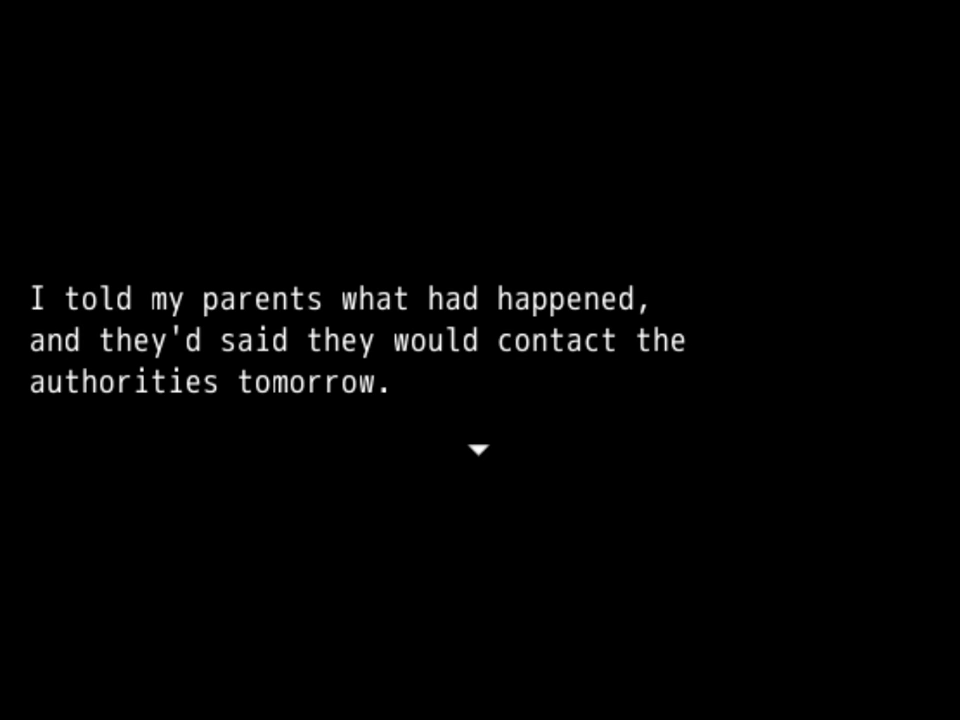 I told my parents what had happened,
and they'd said they would contact the
authorities tomorrow.